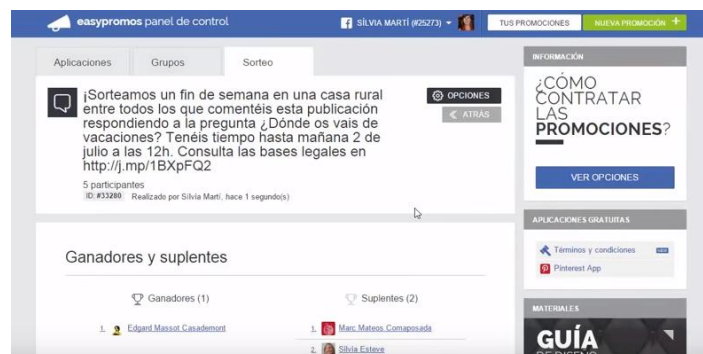 easypromos panel de control
SÍLVIA MARTÍ (#25273)
TUS PROMOCIONES
NUEVA PROMOCIÓN +
Aplicaciones
Grupos
Sorteo
¡Sorteamos un fin de semana en una casa rural
entre todos los que comentéis esta publicación
respondiendo a la pregunta ¿Dónde os vais de
vacaciones? Tenéis tiempo hasta mañana 2 de
julio a las 12h. Consulta las bases legales en
http://j.mp/1BXpFQ2
5 participantes
ID: #33280 Realizado por Silvia Martí, hace 1 segundo(s)
OPCIONES
ATRÁS
Ganadores y suplentes
Ganadores (1)
1. Edgard Massot Casademont
Suplentes (2)
1. Marc Mateos Comaposada
2. Silvia Esteve
INFORMACIÓN
¿CÓMO
CONTRATAR
LAS
PROMOCIONES?
VER OPCIONES
APLICACIONES GRATUITAS
Términos y condiciones
Pinterest App
MATERIALES
GUÍA
DE DISEÑO